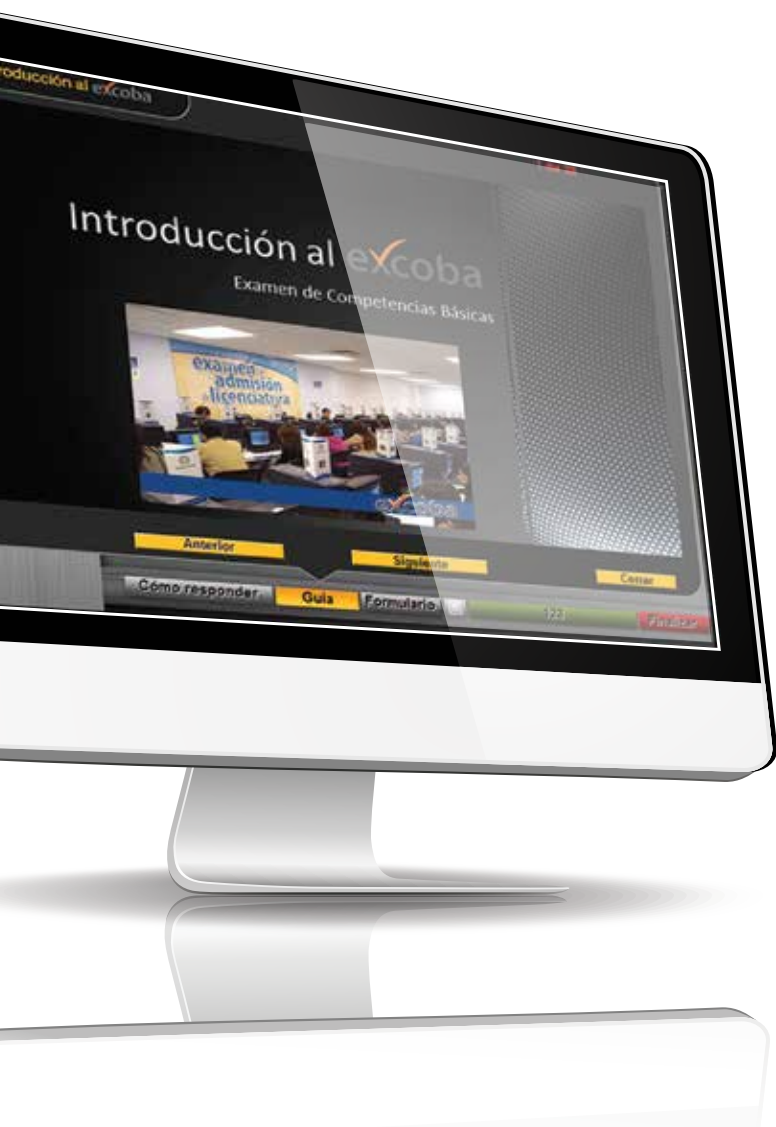 roducción al excoba
Introducción al excoba
Examen de Competencias Básicas
examen
admisión
licenciatura
excoba
Anterior
Siguiente
Cerrar
Cómo responder
Guía
Formulario
122
Finalizar